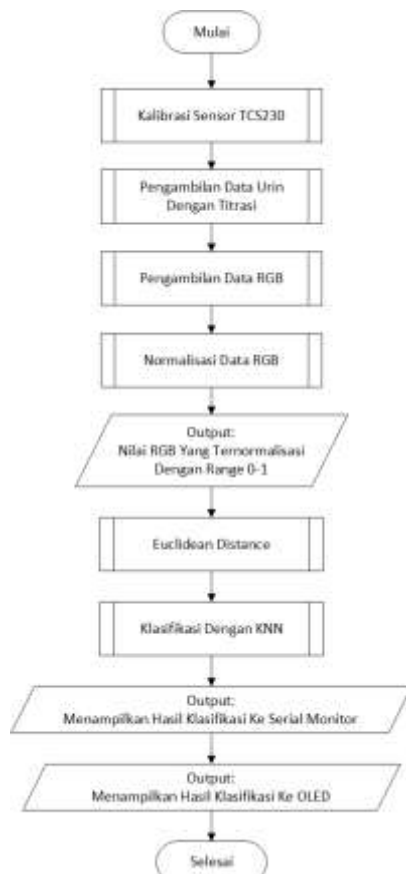 Mulai
Kalibrasi Sensor TCS230
Pengambilan Data Urin
Dengan Titrasi
Pengambilan Data RGB
Normalisasi Data RGB
Output:
Nilai RGB Yang Ternormalisasi
Dengan Range 0-1
Euclidean Distance
Klasifikasi Dengan KNN
Output:
Menampilkan Hasil Klasifikasi Ke Serial Monitor
Output:
Menampilkan Hasil Klasifikasi Ke OLED
Selesai